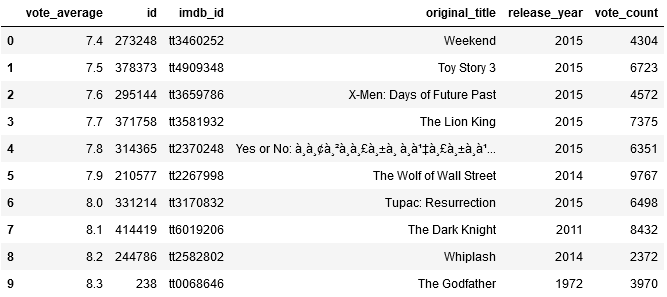 vote_average id imdb_id original_title release_year vote_count
0 7.4 273248 tt3460252 Weekend 2015 4304
1 7.5 378373 tt4909348 Toy Story 3 2015 6723
2 7.6 295144 tt3659786 X-Men: Days of Future Past 2015 4572
3 7.7 371758 tt3581932 The Lion King 2015 7375
4 7.8 314365 tt2370248 Yes or No: à¸à¸¢à¸²à¸à¸£à¸±à¸ à¸à¹‡à¸£à¸±à¸à¹... 2015 6351
5 7.9 210577 tt2267998 The Wolf of Wall Street 2014 9767
6 8.0 331214 tt3170832 Tupac: Resurrection 2015 6498
7 8.1 414419 tt6019206 The Dark Knight 2011 8432
8 8.2 244786 tt2582802 Whiplash 2014 2372
9 8.3 238 tt0068646 The Godfather 1972 3970